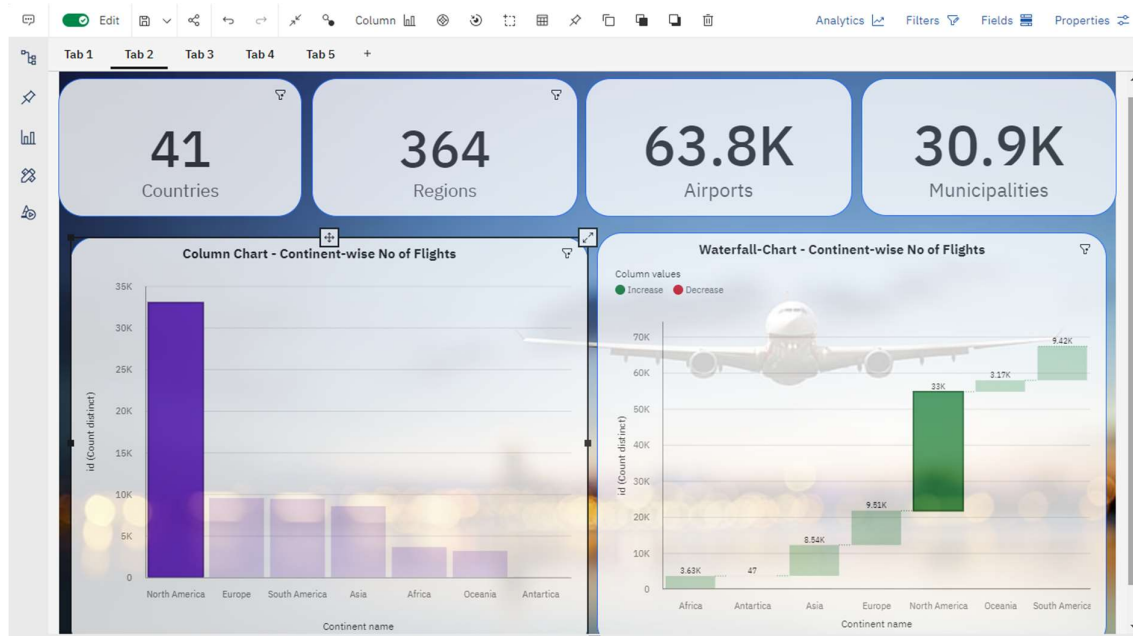 Edit
Column
Analytics
Filters
Fields
Properties
Tab 1
Tab 2
Tab 3
Tab 4
Tab 5
+
41
Countries
364
Regions
63.8K
Airports
30.9K
Municipalities
Column Chart - Continent-wise No of Flights
id (Count distinct)
35K
30K
25K
20K
15K
10K
5K
0
North America
Europe
South America
Asia
Africa
Oceania
Antartica
Continent name
Waterfall-Chart - Continent-wise No of Flights
Column values
Increase
Decrease
id (Count distinct)
70K
60K
50K
40K
30K
20K
10K
0
3.63K
47
8.54K
9.51K
33K
3.17K
9.42K
Africa
Antartica
Asia
Europe
North America
Oceania
South America
Continent name